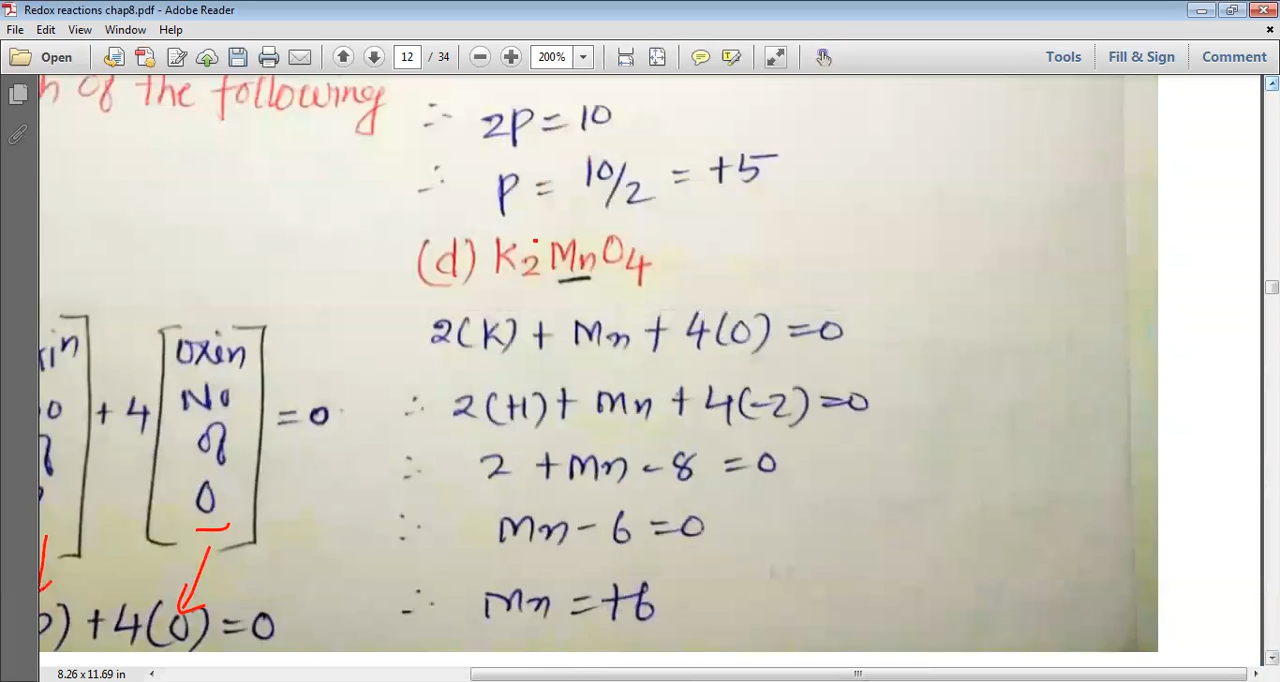 Redox reactions chap8.pdf - Adobe Reader
File Edit View Window Help
Open 12 / 34 200% Tools Fill & Sign Comment
of the following
∴ 2P = 10
∴ P = 10/2 = +5
(d) K2MnO4
2(K) + Mn + 4(O) = 0
∴ 2(+1) + Mn + 4(-2) = 0
∴ 2 + Mn - 8 = 0
∴ Mn - 6 = 0
∴ Mn = +6
+ 4 [Oxin
No
of
O] = 0
) + 4(O) = 0
8.26 x 11.69 in